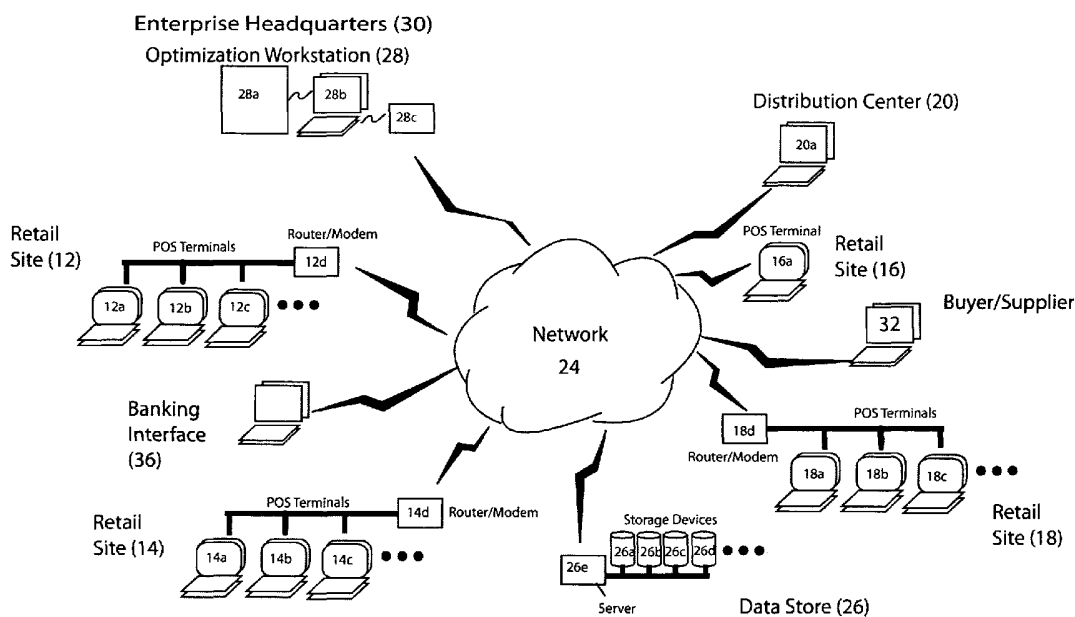 Enterprise Headquarters (30)
Optimization Workstation (28)
28a
28b
28c
Distribution Center (20)
20a
Retail
Site (12)
POS Terminals
Router/Modem
12d
12a
12b
12c
POS Terminal
16a
Retail
Site (16)
Buyer/Supplier
32
Network
24
Banking
Interface
(36)
18d
Router/Modem
POS Terminals
18a
18b
18c
Retail
Site (18)
Retail
Site (14)
POS Terminals
14d
Router/Modem
14a
14b
14c
Storage Devices
26a
26b
26c
26d
26e
Server
Data Store (26)